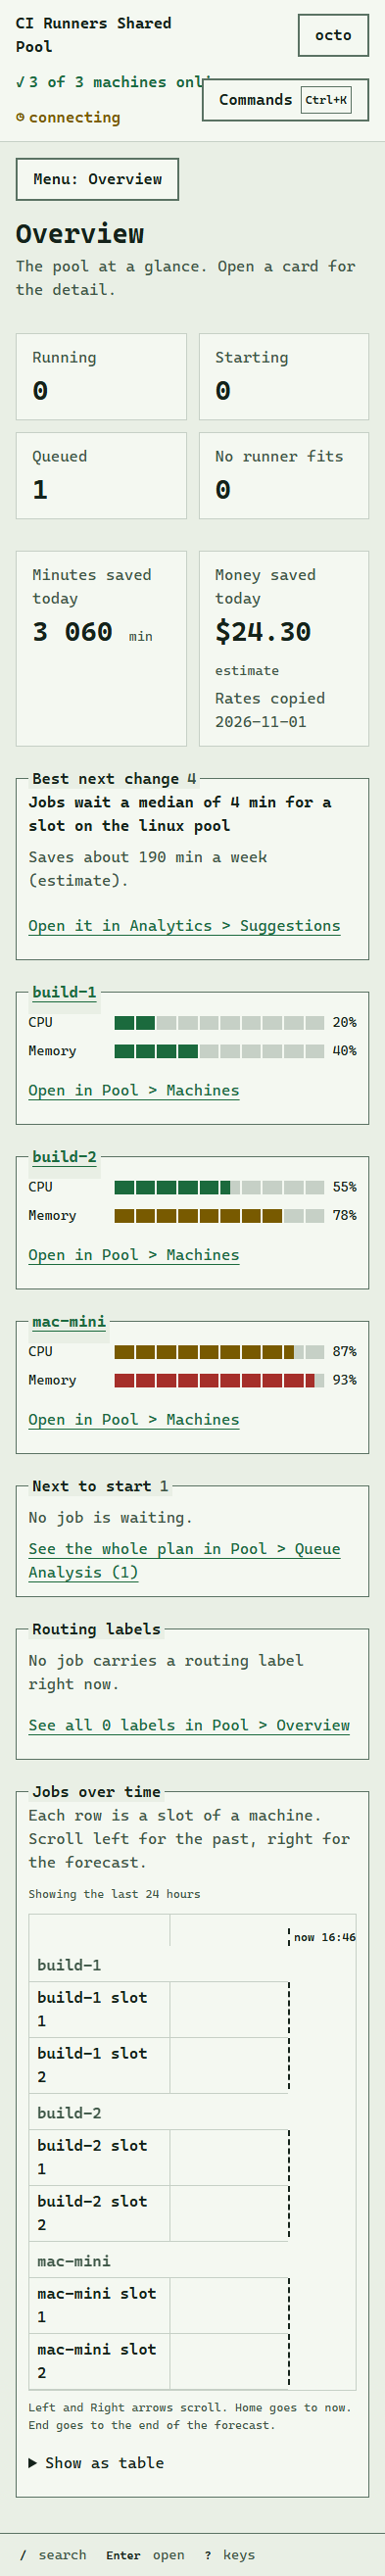 CI Runners Shared
Pool
octo
✓ 3 of 3 machines
connecting
Commands Ctrl+K
Menu: Overview
Overview
The pool at a glance. Open a card for
the detail.
Running
0
Starting
0
Queued
1
No runner fits
0
Minutes saved
today
3 060 min
Money saved
today
$24.30
estimate
Rates copied
2026-11-01
Best next change 4
Jobs wait a median of 4 min for a
slot on the linux pool
Saves about 190 min a week
(estimate).
Open it in Analytics > Suggestions
build-1
CPU 20%
Memory 40%
Open in Pool > Machines
build-2
CPU 55%
Memory 78%
Open in Pool > Machines
mac-mini
CPU 87%
Memory 93%
Open in Pool > Machines
Next to start 1
No job is waiting.
See the whole plan in Pool > Queue
Analysis (1)
Routing labels
No job carries a routing label
right now.
See all 0 labels in Pool > Overview
Jobs over time
Each row is a slot of a machine.
Scroll left for the past, right for
the forecast.
Showing the last 24 hours
now 16:46
build-1
build-1 slot
1
build-1 slot
2
build-2
build-2 slot
1
build-2 slot
2
mac-mini
mac-mini slot
1
mac-mini slot
2
Left and Right arrows scroll. Home goes to now.
End goes to the end of the forecast.
▶ Show as table
/ search Enter open ? keys